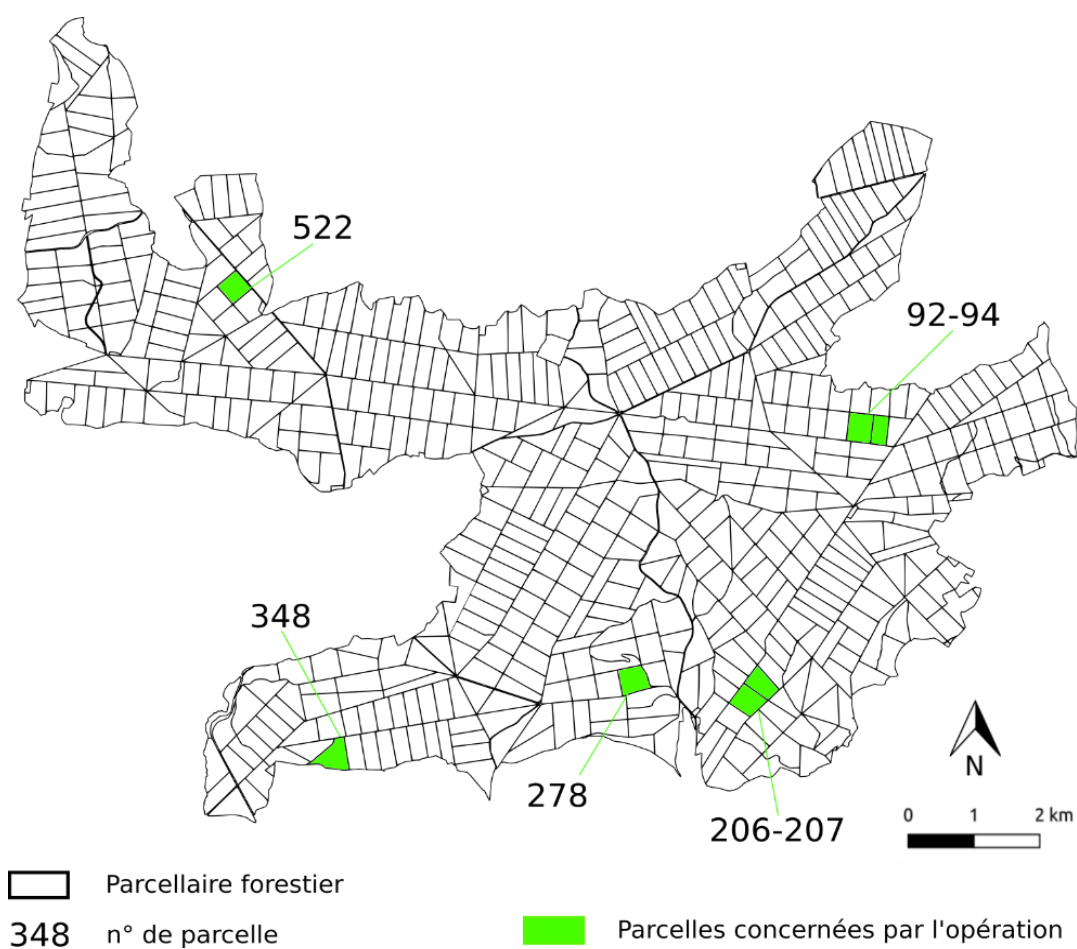 522
92-94
348
278
206-207
N
0 1 2 km
Parcellaire forestier
348 n° de parcelle
Parcelles concernées par l'opération